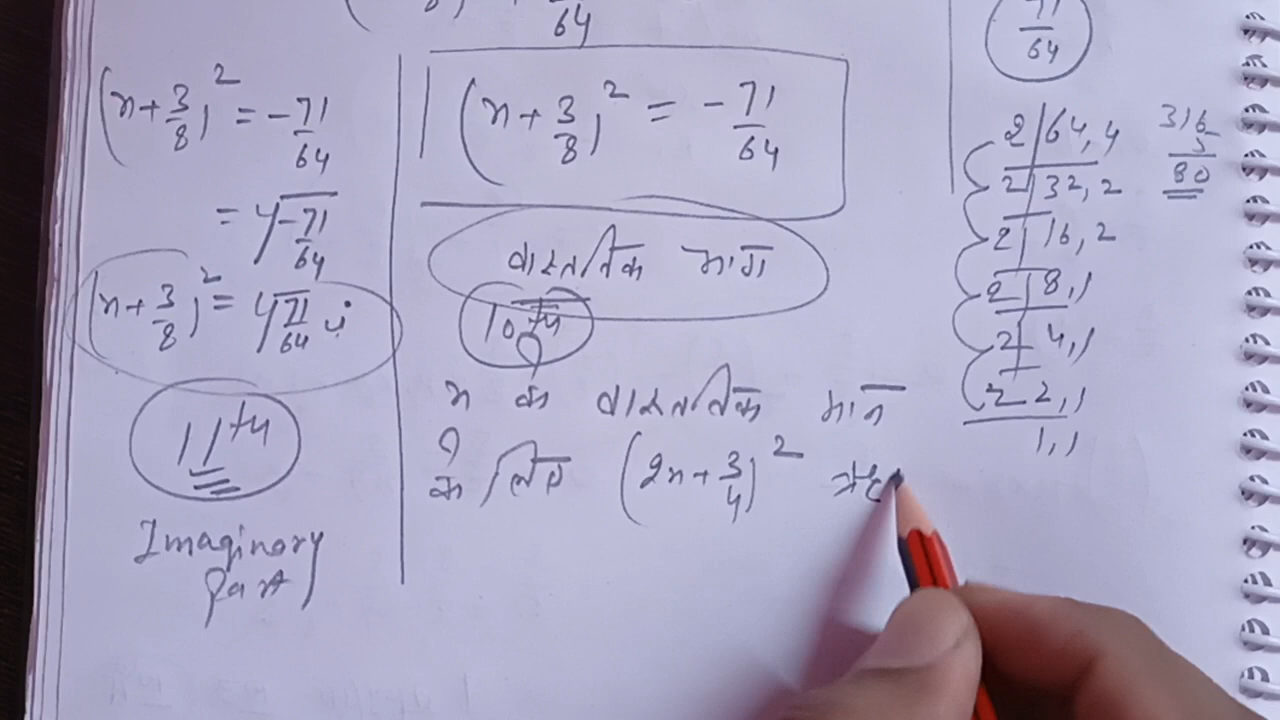 64
(x+3/8)² = -71/64
= √-71/64
(x+3/8)² = √71/64 i
11th
Imaginary
Part
(x+3/8)² = -71/64
वास्तविक भाग
10th
x के वास्तविक मान
के लिए (2x+3/4)²
71/64
2|64,4
2|32,2
2|16,2
2|8,1
2|4,1
2 2,1
1,1
316
5
80